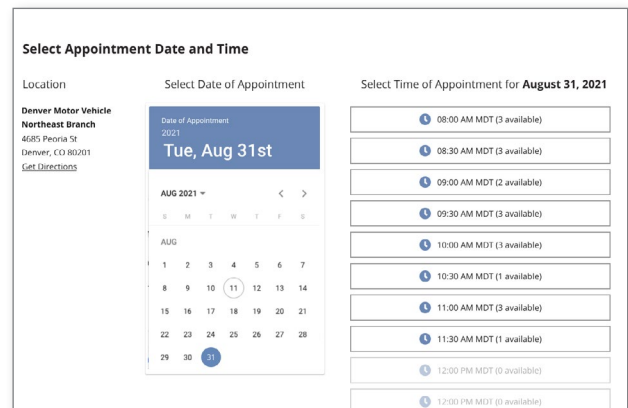 Select Appointment Date and Time
Location
Denver Motor Vehicle
Northeast Branch
4685 Peoria St
Denver, CO 80201
Get Directions
Select Date of Appointment
Date of Appointment
2021
Tue, Aug 31st
AUG 2021
S M T W T F S
AUG
1 2 3 4 5 6 7
8 9 10 11 12 13 14
15 16 17 18 19 20 21
22 23 24 25 26 27 28
29 30 31
Select Time of Appointment for August 31, 2021
08:00 AM MDT (3 available)
08:30 AM MDT (3 available)
09:00 AM MDT (2 available)
09:30 AM MDT (3 available)
10:00 AM MDT (3 available)
10:30 AM MDT (1 available)
11:00 AM MDT (3 available)
11:30 AM MDT (1 available)
12:00 PM MDT (0 available)
12:00 PM MDT (0 available)